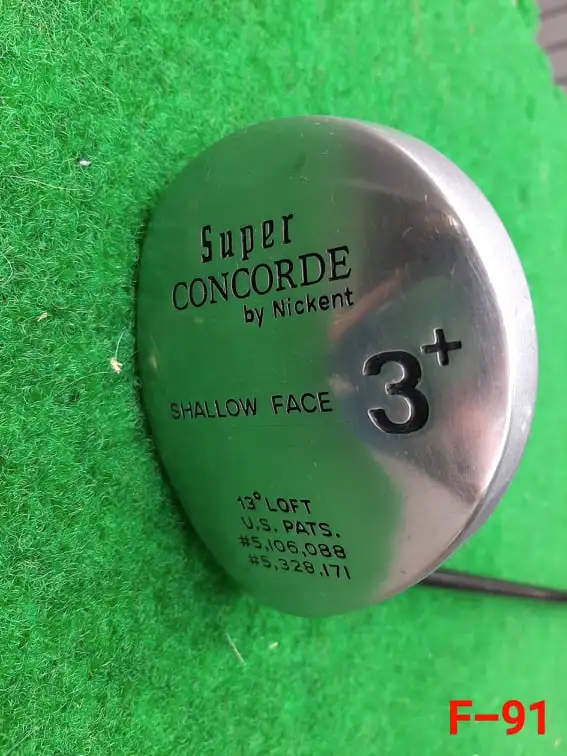 Super
CONCORDE
by Nickent
3+
SHALLOW FACE
13° LOFT
U.S. PATS.
#5,106,088
#5,328,171
F-91